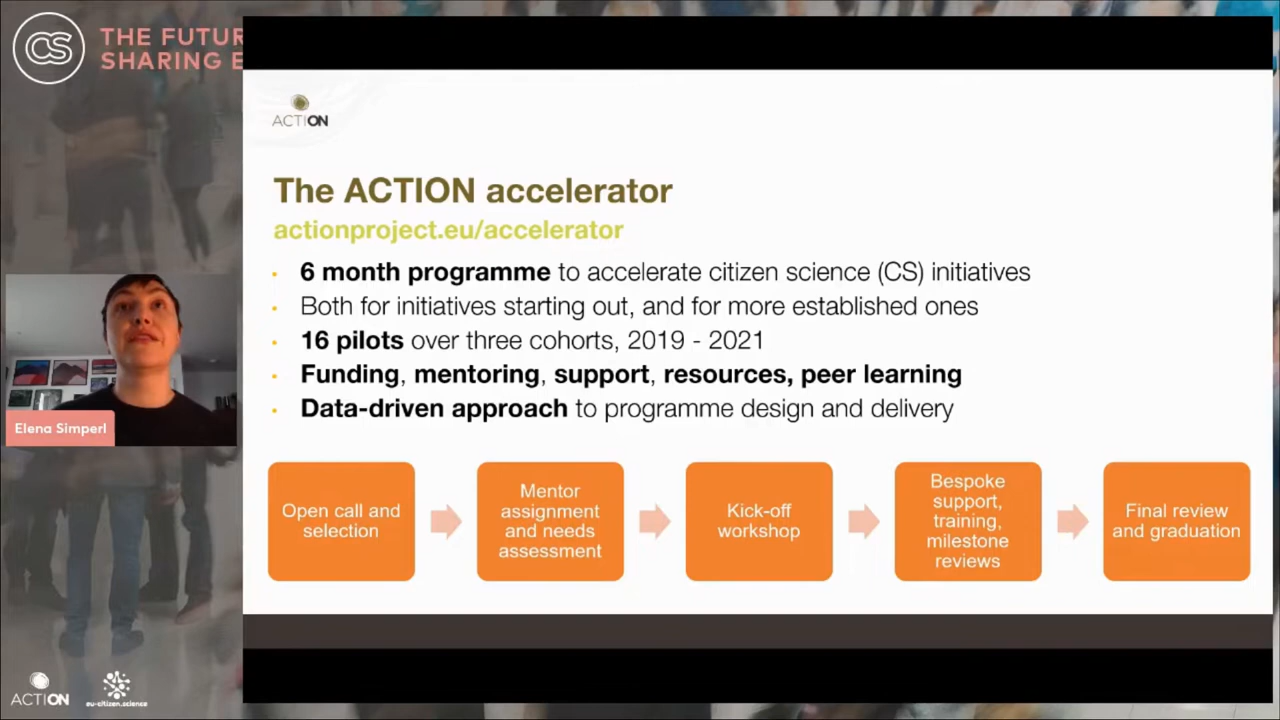 CS
THE FUTUR
SHARING E
ACTION
The ACTION accelerator
actionproject.eu/accelerator
6 month programme to accelerate citizen science (CS) initiatives
Both for initiatives starting out, and for more established ones
16 pilots over three cohorts, 2019 - 2021
Funding, mentoring, support, resources, peer learning
Data-driven approach to programme design and delivery
Open call and
selection
Mentor
assignment
and needs
assessment
Kick-off
workshop
Bespoke
support,
training,
milestone
reviews
Final review
and graduation
Elena Simperl
ACTION
eu-citizen.science